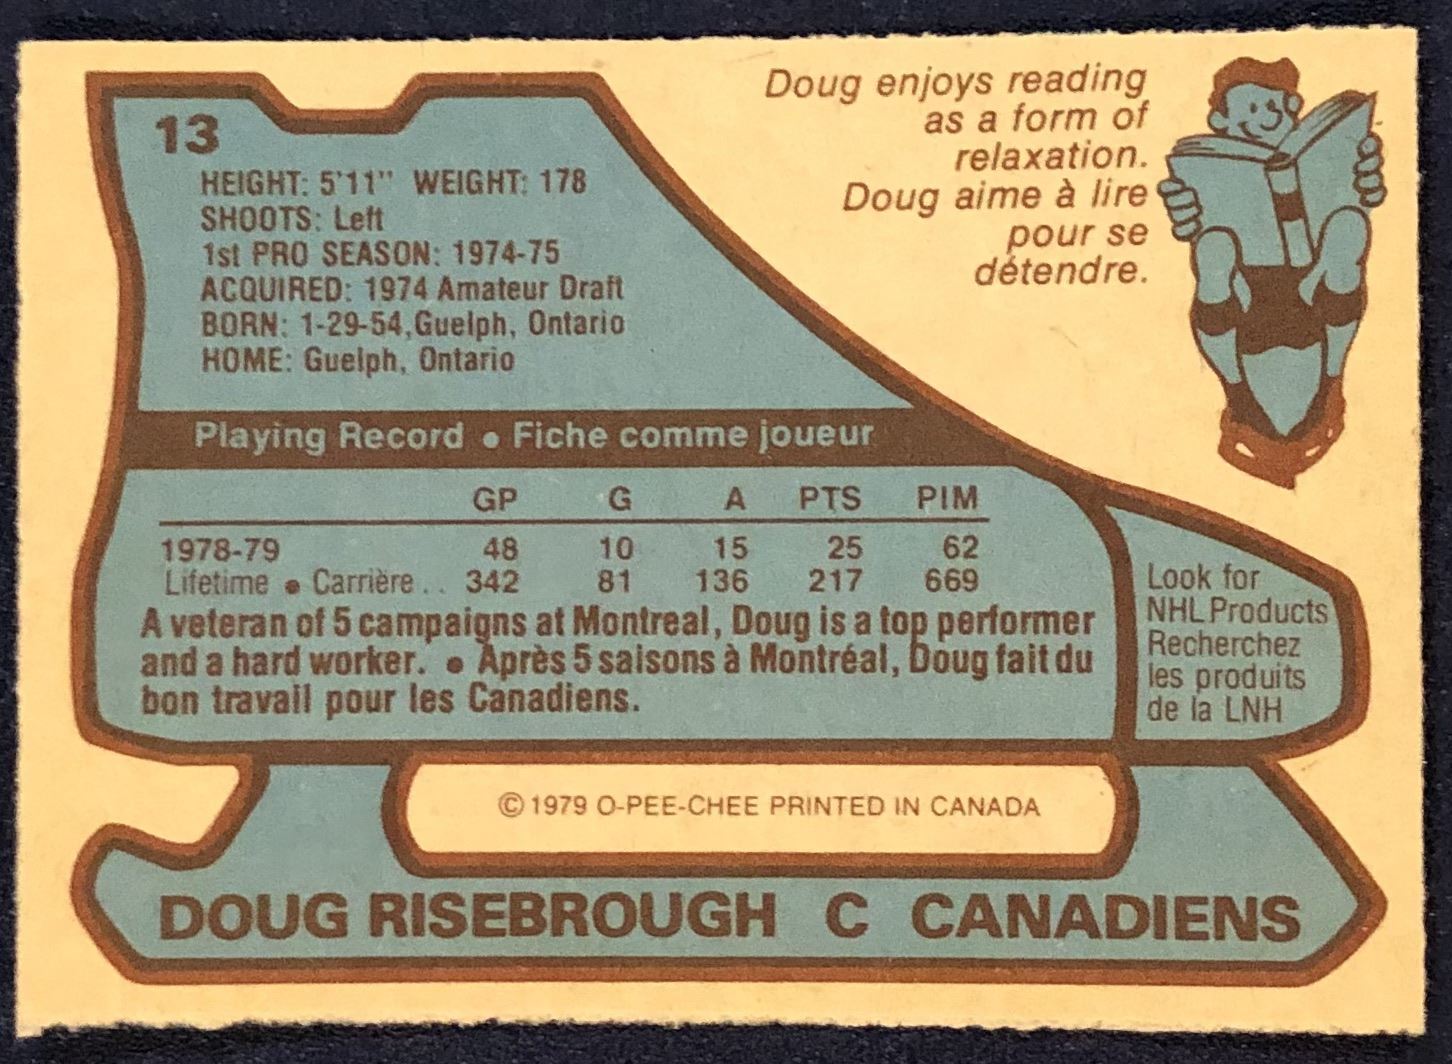 13
HEIGHT: 5'11" WEIGHT: 178
SHOOTS: Left
1st PRO SEASON: 1974-75
ACQUIRED: 1974 Amateur Draft
BORN: 1-29-54, Guelph, Ontario
HOME: Guelph, Ontario
Doug enjoys reading
as a form of
relaxation.
Doug aime à lire
pour se
détendre.
Playing Record • Fiche comme joueur
GP G A PTS PIM
1978-79 48 10 15 25 62
Lifetime • Carrière . . 342 81 136 217 669
A veteran of 5 campaigns at Montreal, Doug is a top performer
and a hard worker. • Après 5 saisons à Montréal, Doug fait du
bon travail pour les Canadiens.
Look for
NHL Products
Recherchez
les produits
de la LNH
© 1979 O-PEE-CHEE PRINTED IN CANADA
DOUG RISEBROUGH C CANADIENS